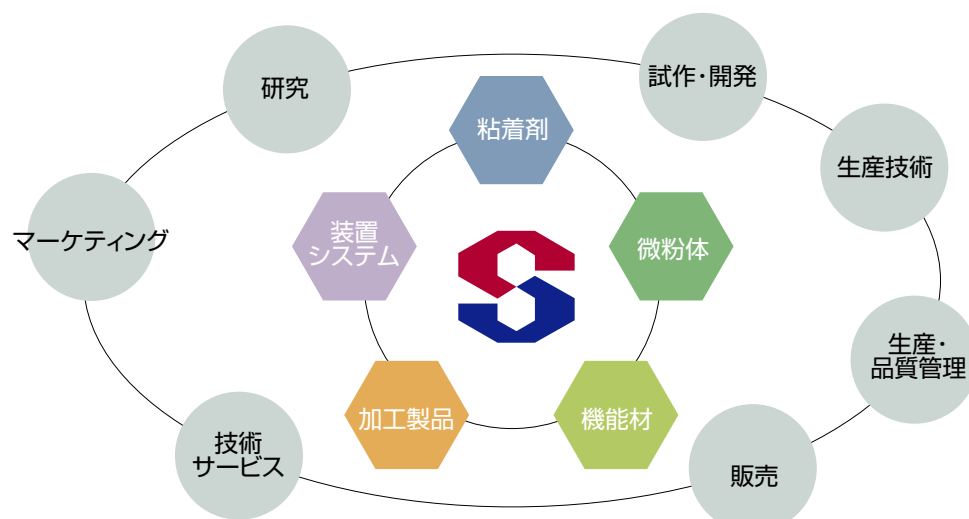 研究
試作・開発
生産技術
マーケティング
粘着剤
装置
システム
微粉体
加工製品
機能材
生産・
品質管理
技術
サービス
販売